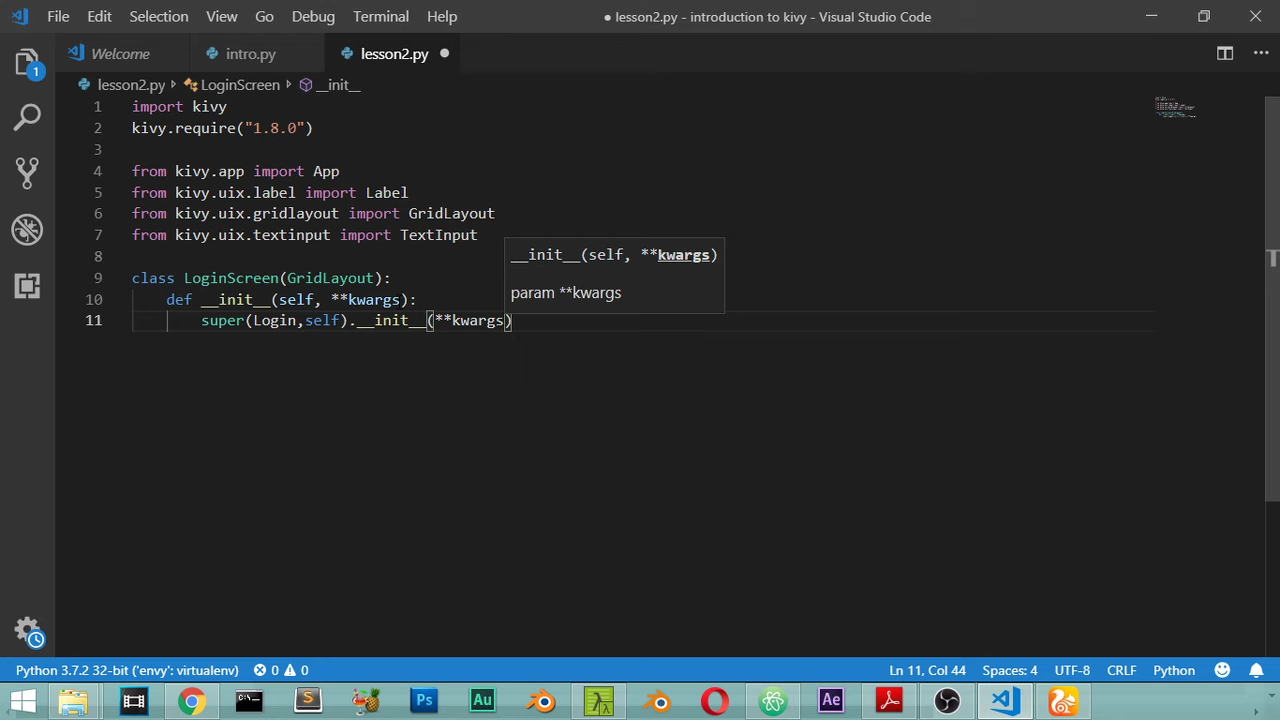 File Edit Selection View Go Debug Terminal Help ● lesson2.py - introduction to kivy - Visual Studio Code
1 Welcome intro.py lesson2.py
lesson2.py LoginScreen __init__
1 import kivy
2 kivy.require("1.8.0")
3
4 from kivy.app import App
5 from kivy.uix.label import Label
6 from kivy.uix.gridlayout import GridLayout
7 from kivy.uix.textinput import TextInput
8
9 class LoginScreen(GridLayout):
10 def __init__(self, **kwargs):
11 super(Login,self).__init__(**kwargs)
__init__(self, **kwargs)
param **kwargs
Python 3.7.2 32-bit ('envy': virtualenv) 0 0 Ln 11, Col 44 Spaces: 4 UTF-8 CRLF Python
S Ps Au Ae